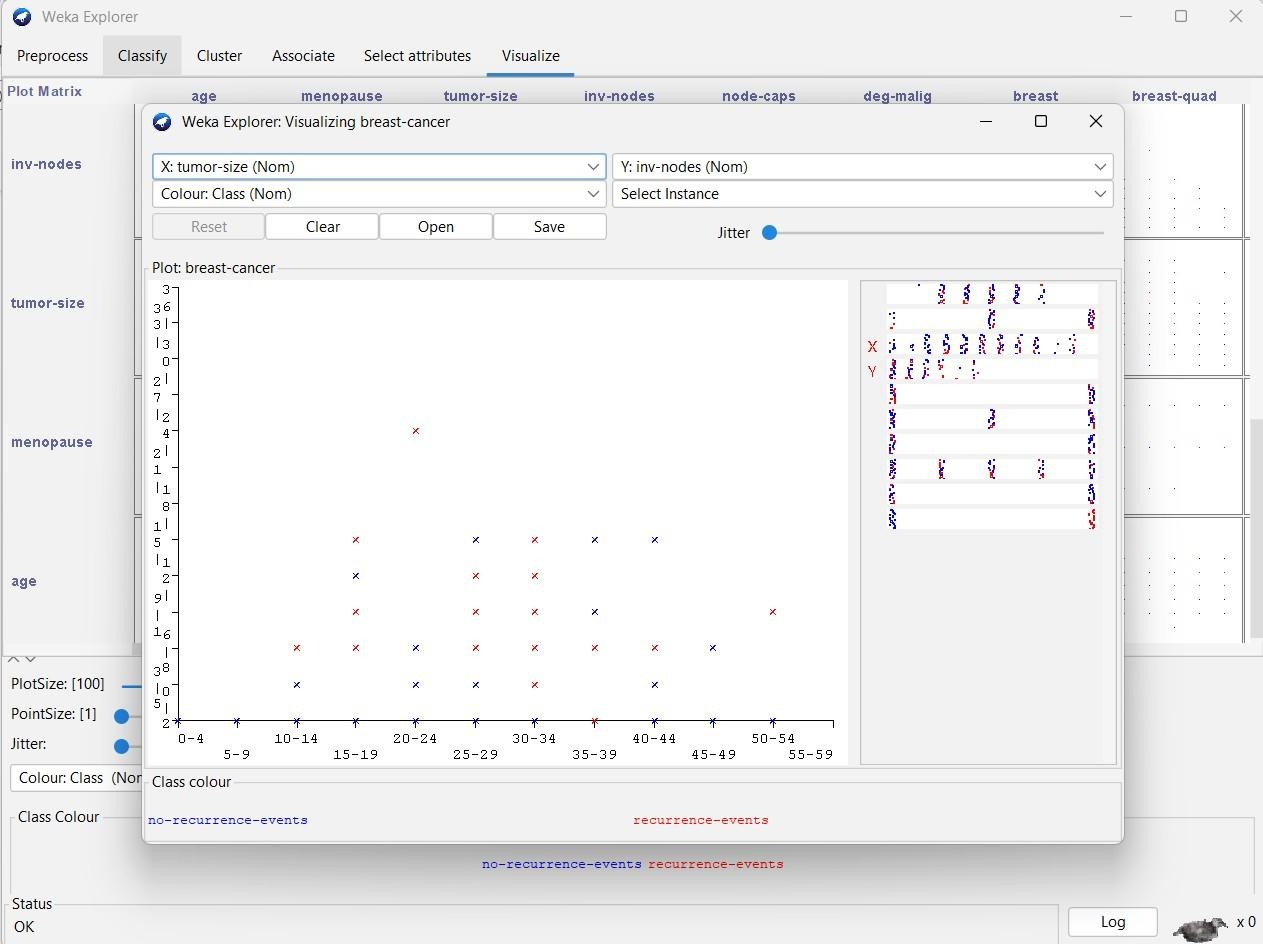 Weka Explorer
Preprocess Classify Cluster Associate Select attributes Visualize
Plot Matrix age menopause tumor-size inv-nodes node-caps deg-malig breast breast-quad
Weka Explorer: Visualizing breast-cancer
inv-nodes
X: tumor-size (Nom) Y: inv-nodes (Nom)
Colour: Class (Nom) Select Instance
Reset Clear Open Save Jitter
Plot: breast-cancer
tumor-size
X
Y
menopause
age
0-4 10-14 20-24 30-34 40-44 50-54
5-9 15-19 25-29 35-39 45-49 55-59
PlotSize: [100]
PointSize: [1]
Jitter:
Colour: Class (Nor
Class colour
Class Colour
no-recurrence-events recurrence-events
no-recurrence-events recurrence-events
Status
OK
Log x 0